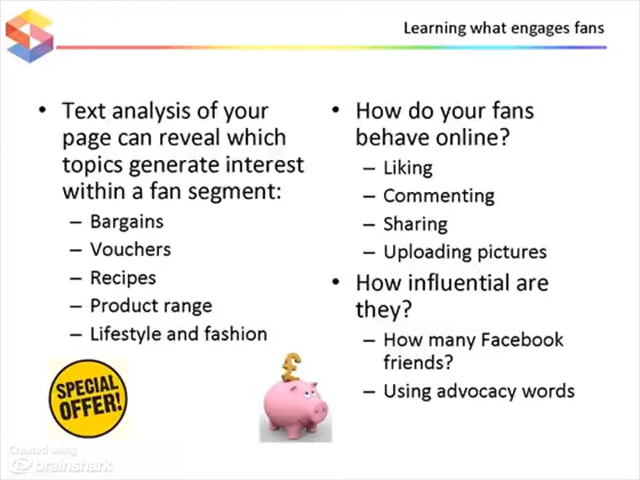 Learning what engages fans
• Text analysis of your
page can reveal which
topics generate interest
within a fan segment:
– Bargains
– Vouchers
– Recipes
– Product range
– Lifestyle and fashion
SPECIAL
OFFER!
£
• How do your fans
behave online?
– Liking
– Commenting
– Sharing
– Uploading pictures
• How influential are
they?
– How many Facebook
friends?
– Using advocacy words
Created using
brainshark